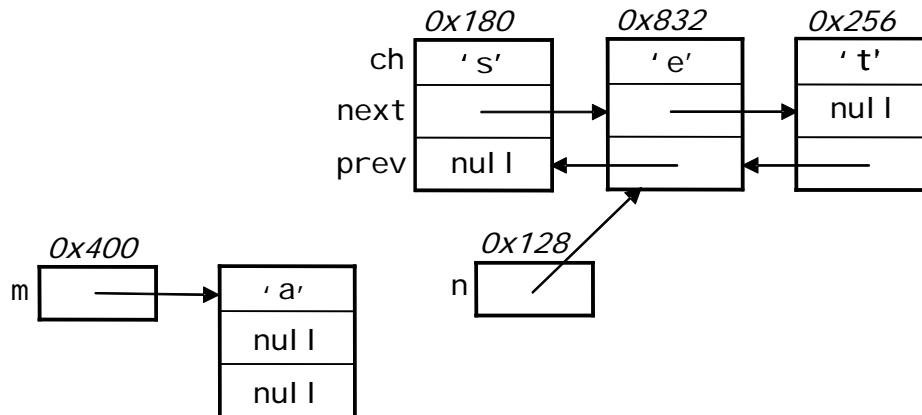 0x180 0x832 0x256
ch 's' 'e' 't'
next null
prev null
0x400 0x128
m 'a' n
null
null